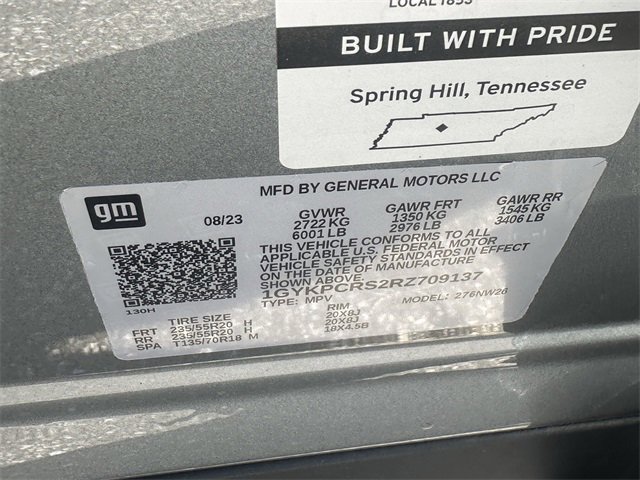 LOCAL 1853
BUILT WITH PRIDE
Spring Hill, Tennessee
gm
MFD BY GENERAL MOTORS LLC
08/23
GVWR
2722 KG
6001 LB
GAWR FRT
1350 KG
2976 LB
GAWR RR
1545 KG
3406 LB
THIS VEHICLE CONFORMS TO ALL
APPLICABLE U.S. FEDERAL MOTOR
VEHICLE SAFETY STANDARDS IN EFFECT
ON THE DATE OF MANUFACTURE
SHOWN ABOVE.
1GYKPCRS2RZ709137
TYPE: MPV
MODEL: 276NW26
130H
TIRE SIZE
RIM
FRT 235/55R20 H 20X8J
RR 235/55R20 H 20X8J
SPA T135/70R18 M 18X4.5B